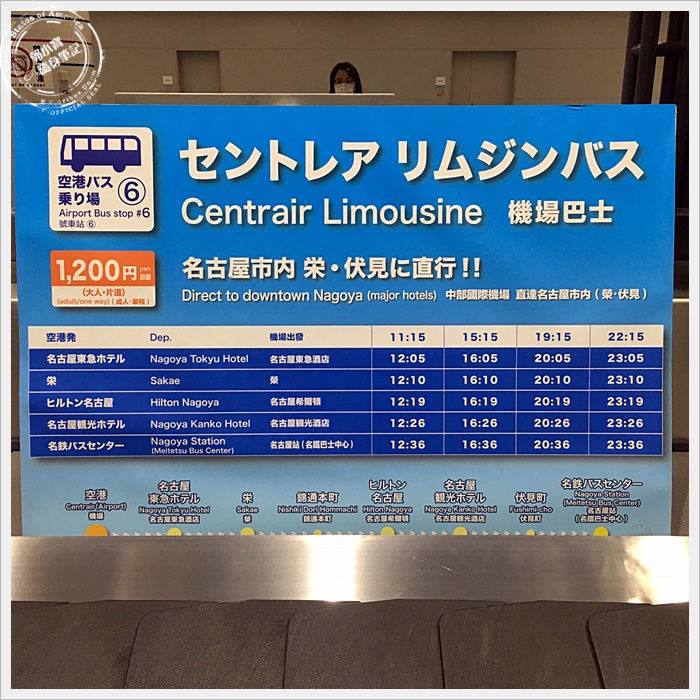 郭小寶
隨身筆記
OFFICIAL SEAL
空港バス
乗り場 ⑥
Airport Bus stop #6
號車站 ⑥
セントレア リムジンバス
Centrair Limousine 機場巴士
1,200円 yen 日圓
(大人・片道)
(adult/one way) (成人・單程)
名古屋市内 栄・伏見に直行!!
Direct to downtown Nagoya (major hotels) 中部國際機場 直達名古屋市内 (榮・伏見)
空港発 Dep. 機場出發 11:15 15:15 19:15 22:15
名古屋東急ホテル Nagoya Tokyu Hotel 名古屋東急酒店 12:05 16:05 20:05 23:05
栄 Sakae 榮 12:10 16:10 20:10 23:10
ヒルトン名古屋 Hilton Nagoya 名古屋希爾頓 12:19 16:19 20:19 23:19
名古屋観光ホテル Nagoya Kanko Hotel 名古屋觀光酒店 12:26 16:26 20:26 23:26
名鉄バスセンター Nagoya Station (Meitetsu Bus Center) 名古屋站 (名鐵巴士中心) 12:36 16:36 20:36 23:36
空港
Centrair (Airport)
機場
名古屋
東急ホテル
Nagoya Tokyu Hotel
名古屋東急酒店
栄
Sakae
榮
錦通本町
Nishiki Dori Hommachi
錦通本町
ヒルトン
名古屋
Hilton Nagoya
名古屋希爾頓
名古屋
観光ホテル
Nagoya Kanko Hotel
名古屋觀光酒店
伏見町
Fushimi-cho
伏見町
名鉄バスセンター
Nagoya Station
(Meitetsu Bus Center)
名古屋站
(名鐵巴士中心)